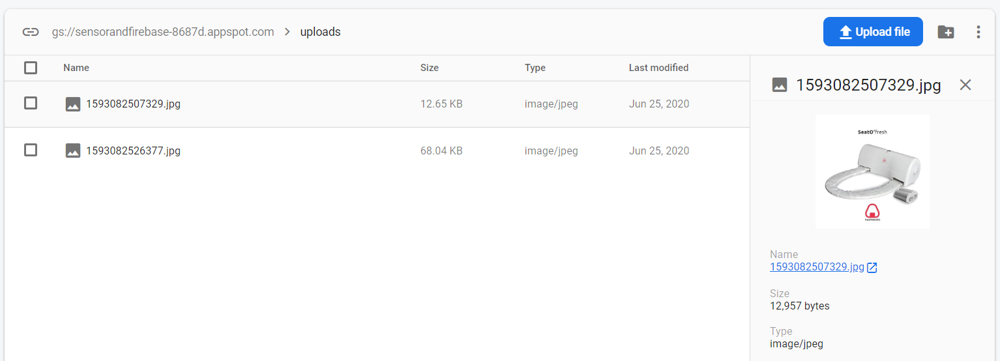 gs://sensorandfirebase-8687d.appspot.com > uploads
Upload file
Name Size Type Last modified
1593082507329.jpg 12.65 KB image/jpeg Jun 25, 2020
1593082526377.jpg 68.04 KB image/jpeg Jun 25, 2020
1593082507329.jpg
SeatO'fresh
hachimichi
Name
1593082507329.jpg
Size
12,957 bytes
Type
image/jpeg